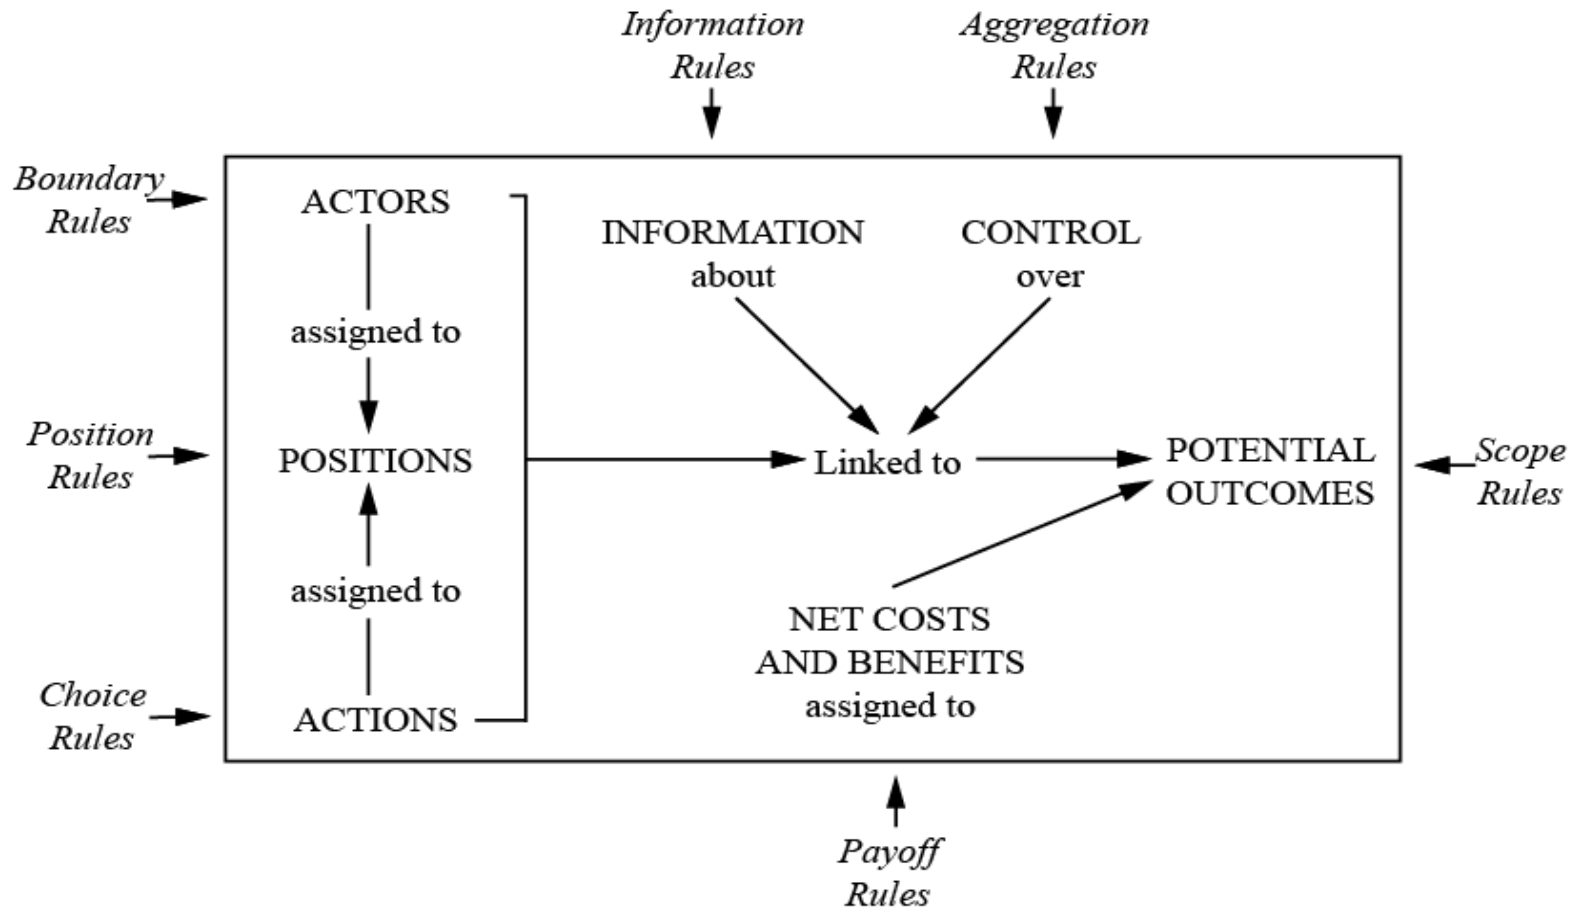 Information
Rules
Aggregation
Rules
Boundary
Rules
ACTORS
INFORMATION
about
CONTROL
over
assigned to
Position
Rules
POSITIONS
Linked to
POTENTIAL
OUTCOMES
Scope
Rules
assigned to
NET COSTS
AND BENEFITS
assigned to
Choice
Rules
ACTIONS
Payoff
Rules